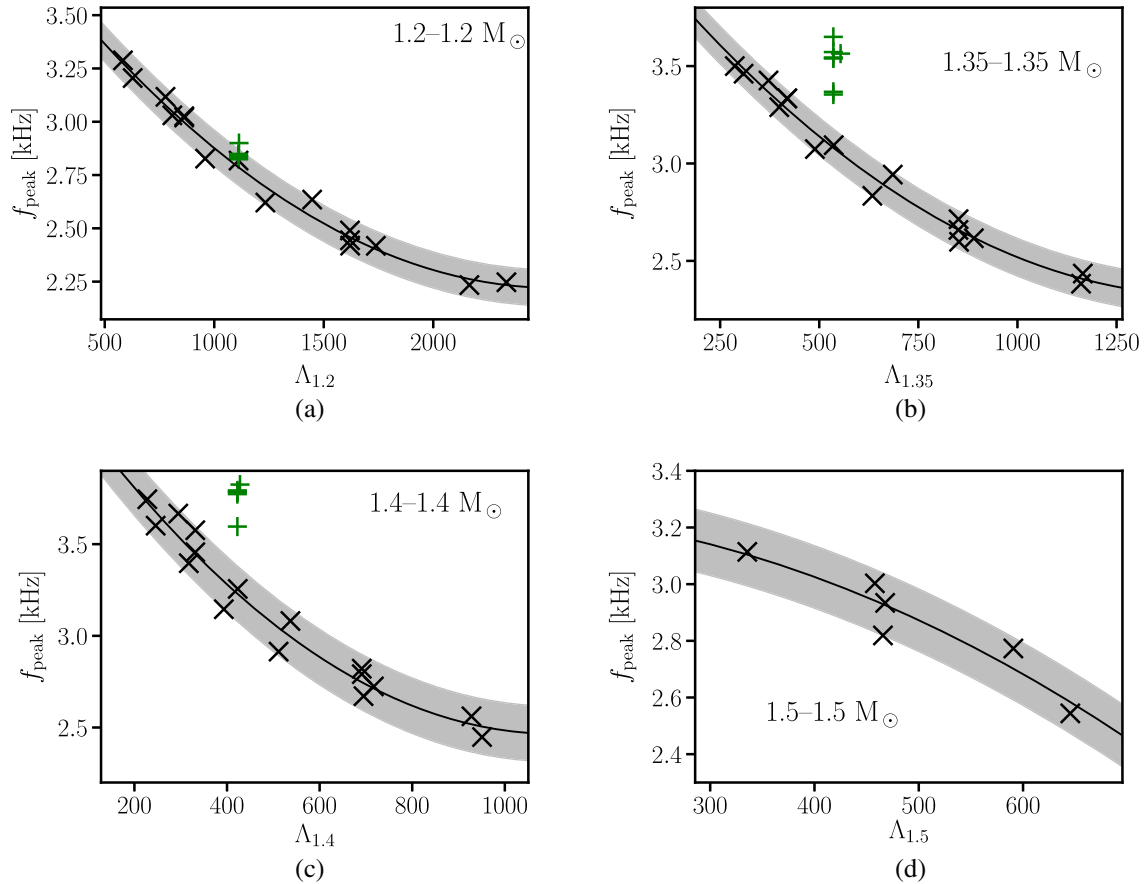 3.50
3.25
3.00
2.75
2.50
2.25
f_peak [kHz]
1.2–1.2 M⊙
500 1000 1500 2000
Λ1.2
(a)
3.5
3.0
2.5
f_peak [kHz]
1.35–1.35 M⊙
250 500 750 1000 1250
Λ1.35
(b)
3.5
3.0
2.5
f_peak [kHz]
1.4–1.4 M⊙
200 400 600 800 1000
Λ1.4
(c)
3.4
3.2
3.0
2.8
2.6
2.4
f_peak [kHz]
1.5–1.5 M⊙
300 400 500 600
Λ1.5
(d)